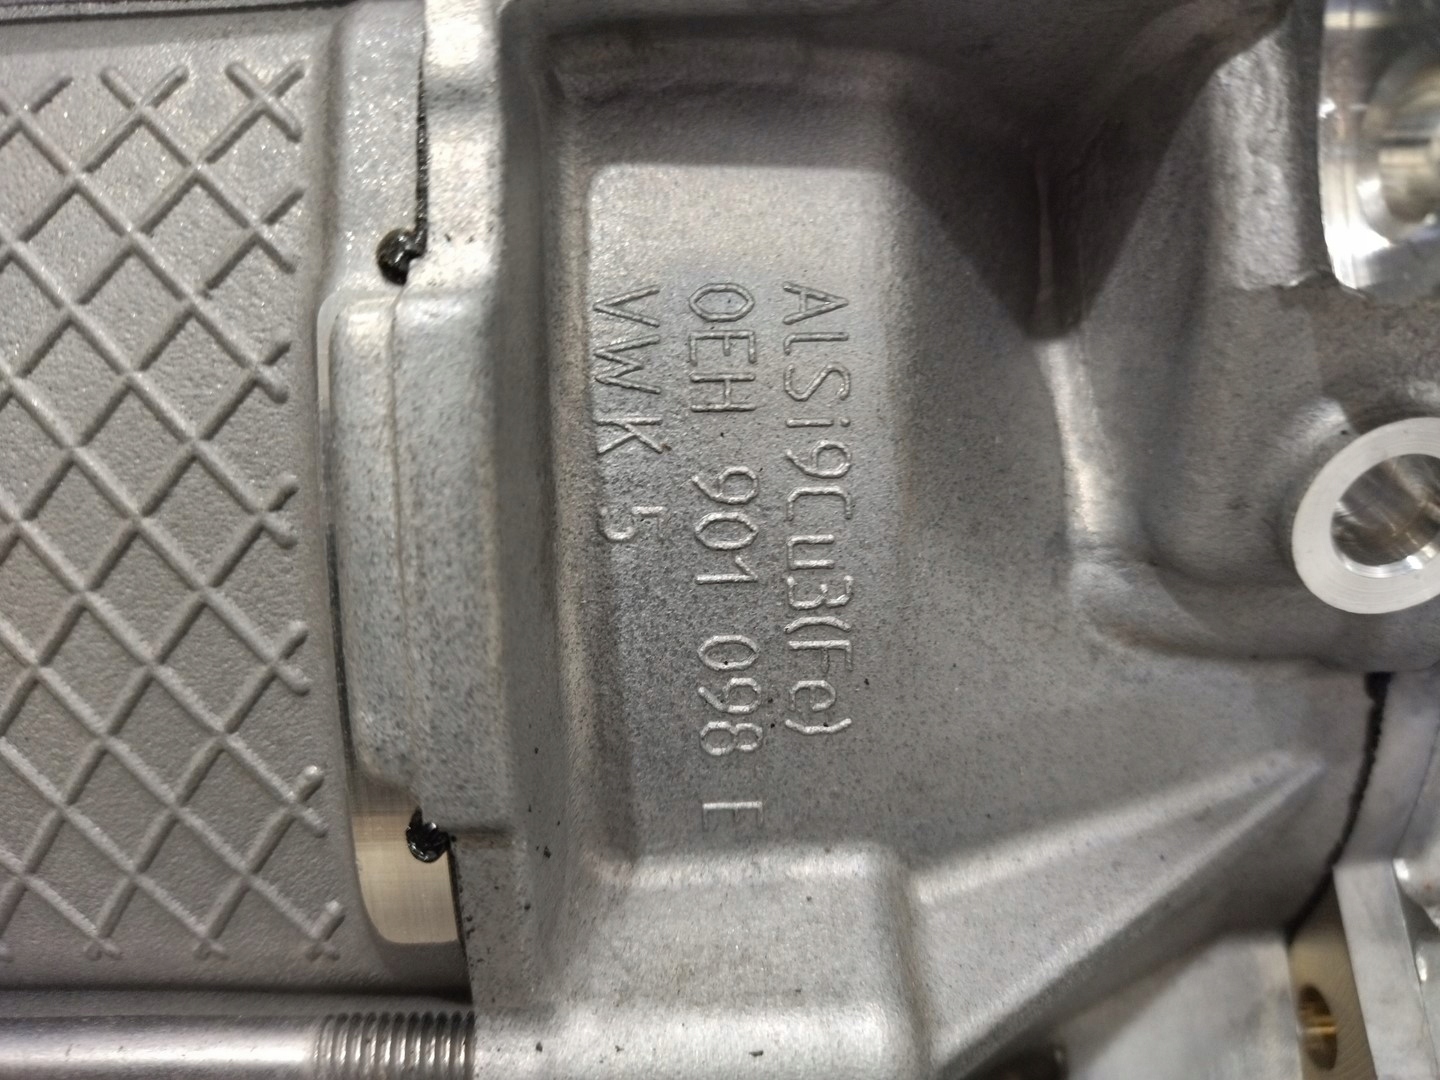 AlSi9Cu3(Fe)
0EH 901 098 E
VWK 5